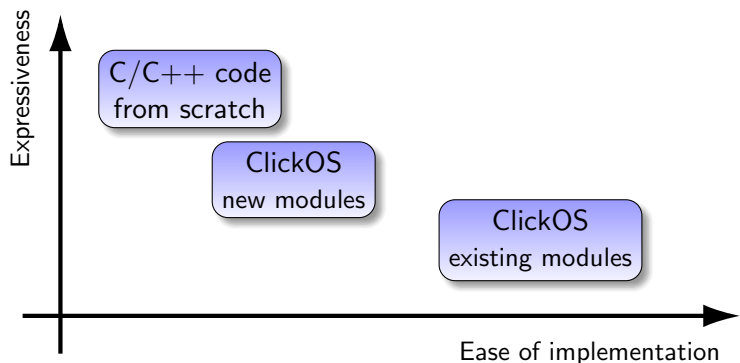 Expressiveness
C/C++ code
from scratch
ClickOS
new modules
ClickOS
existing modules
Ease of implementation